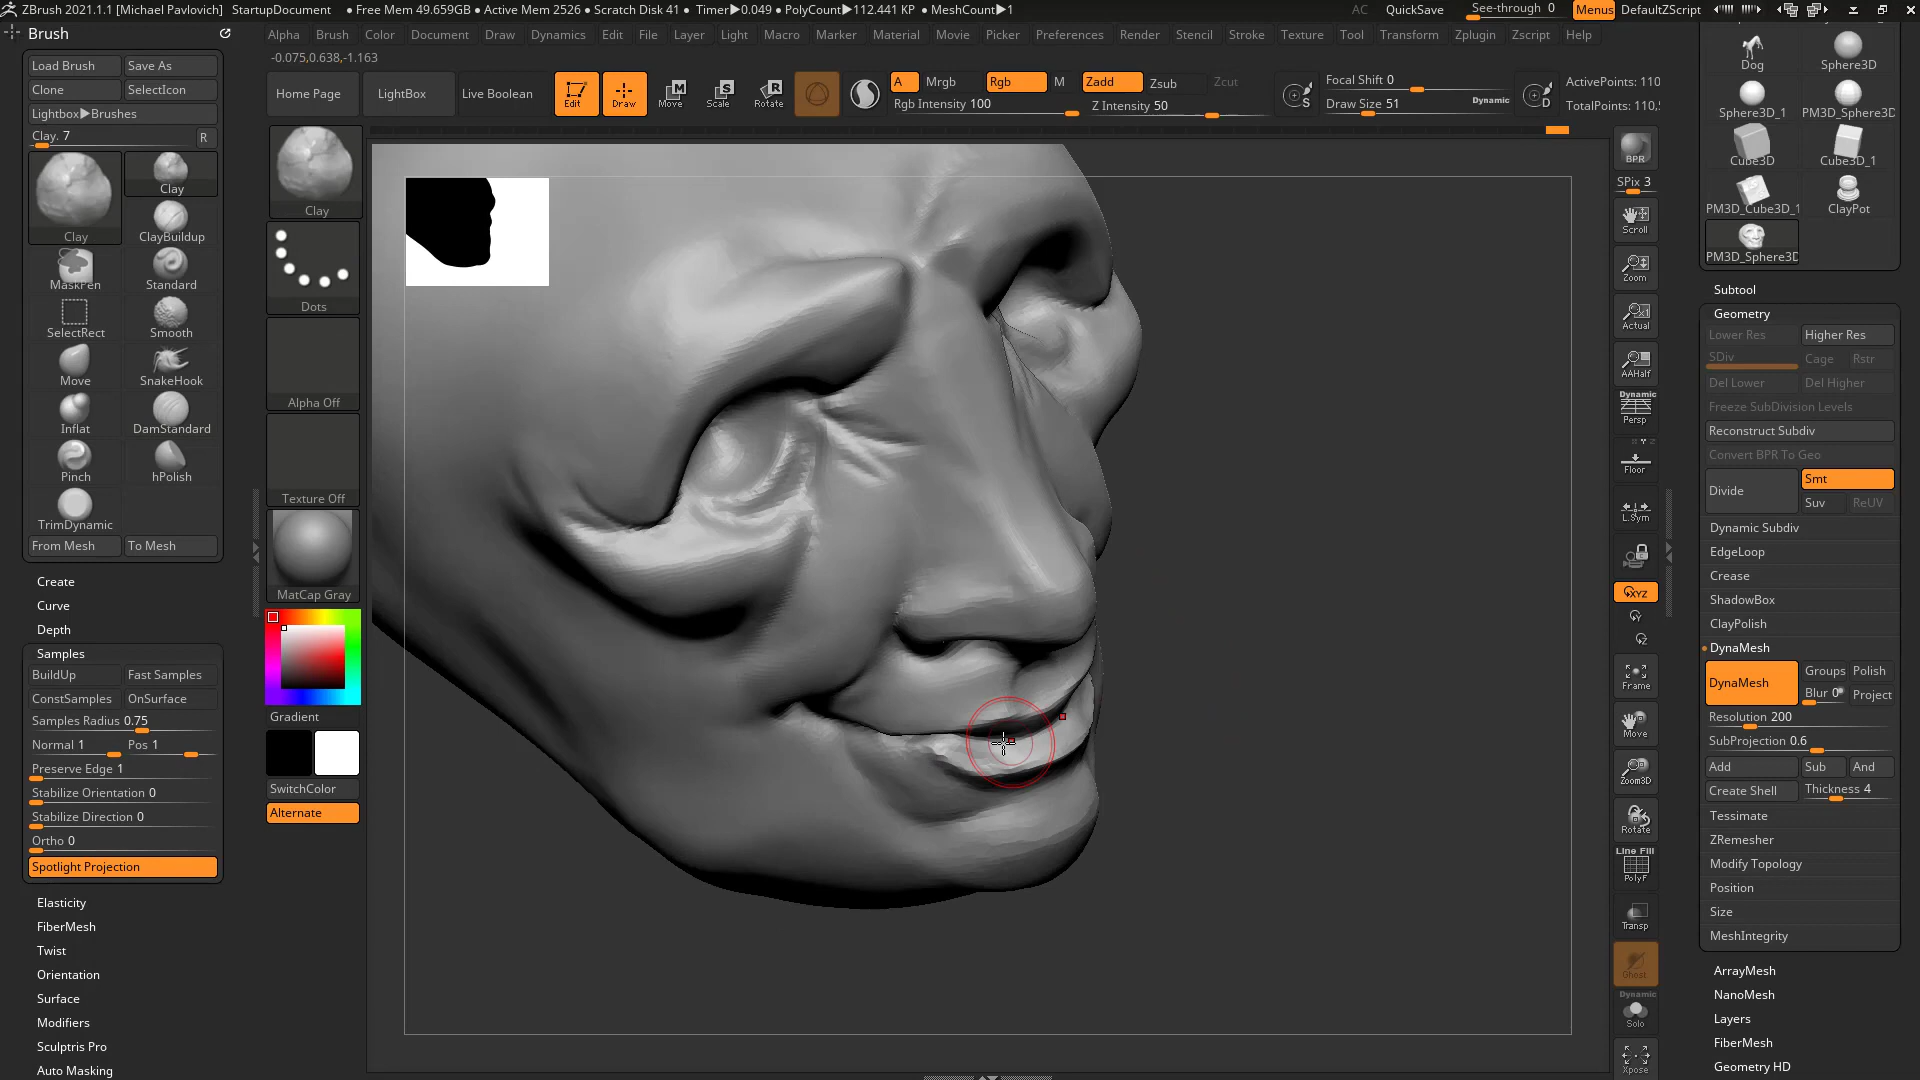 ZBrush 2021.1.1 [Michael Pavlovich] StartupDocument ● Free Mem 49.659GB ● Active Mem 2526 ● Scratch Disk 41 ● Timer▶0.049 ● PolyCount▶112.441 KP ● MeshCount▶1 AC QuickSave See-through 0 Menus DefaultZScript
Brush
Alpha Brush Color Document Draw Dynamics Edit File Layer Light Macro Marker Material Movie Picker Preferences Render Stencil Stroke Texture Tool Transform Zplugin Zscript Help
-0.075,0.638,-1.163
Load Brush Save As
Clone SelectIcon
Lightbox▶Brushes
Clay. 7 R
Clay
Clay
ClayBuildup
MaskPen Standard
SelectRect Smooth
Move SnakeHook
Inflat DamStandard
Pinch hPolish
TrimDynamic
From Mesh To Mesh
Create
Curve
Depth
Samples
BuildUp Fast Samples
ConstSamples OnSurface
Samples Radius 0.75
Normal 1 Pos 1
Preserve Edge 1
Stabilize Orientation 0
Stabilize Direction 0
Ortho 0
Spotlight Projection
Elasticity
FiberMesh
Twist
Orientation
Surface
Modifiers
Sculptris Pro
Auto Masking
Home Page LightBox Live Boolean
Edit Draw Move Scale Rotate
A Mrgb Rgb M Zadd Zsub Zcut
Rgb Intensity 100 Z Intensity 50
S
Focal Shift 0
Draw Size 51 Dynamic
D
ActivePoints: 110
TotalPoints: 110,
Clay
Dots
Alpha Off
Texture Off
MatCap Gray
Gradient
SwitchColor
Alternate
BPR
SPix 3
Scroll
Zoom
Actual
AAHalf
Dynamic
Persp
Floor
L.Sym
XYZ
Y
Z
Frame
Move
Zoom3D
Rotate
Line Fill
PolyF
Transp
Ghost
Dynamic
Solo
Xpose
Dog Sphere3D
Sphere3D_1 PM3D_Sphere3D
Cube3D Cube3D_1
PM3D_Cube3D_1 ClayPot
PM3D_Sphere3D
Subtool
Geometry
Lower Res Higher Res
SDiv Cage Rstr
Del Lower Del Higher
Freeze SubDivision Levels
Reconstruct Subdiv
Convert BPR To Geo
Divide Smt
Suv ReUV
Dynamic Subdiv
EdgeLoop
Crease
ShadowBox
ClayPolish
DynaMesh
DynaMesh Groups Polish
Blur 0 Project
Resolution 200
SubProjection 0.6
Add Sub And
Create Shell Thickness 4
Tessimate
ZRemesher
Modify Topology
Position
Size
MeshIntegrity
ArrayMesh
NanoMesh
Layers
FiberMesh
Geometry HD